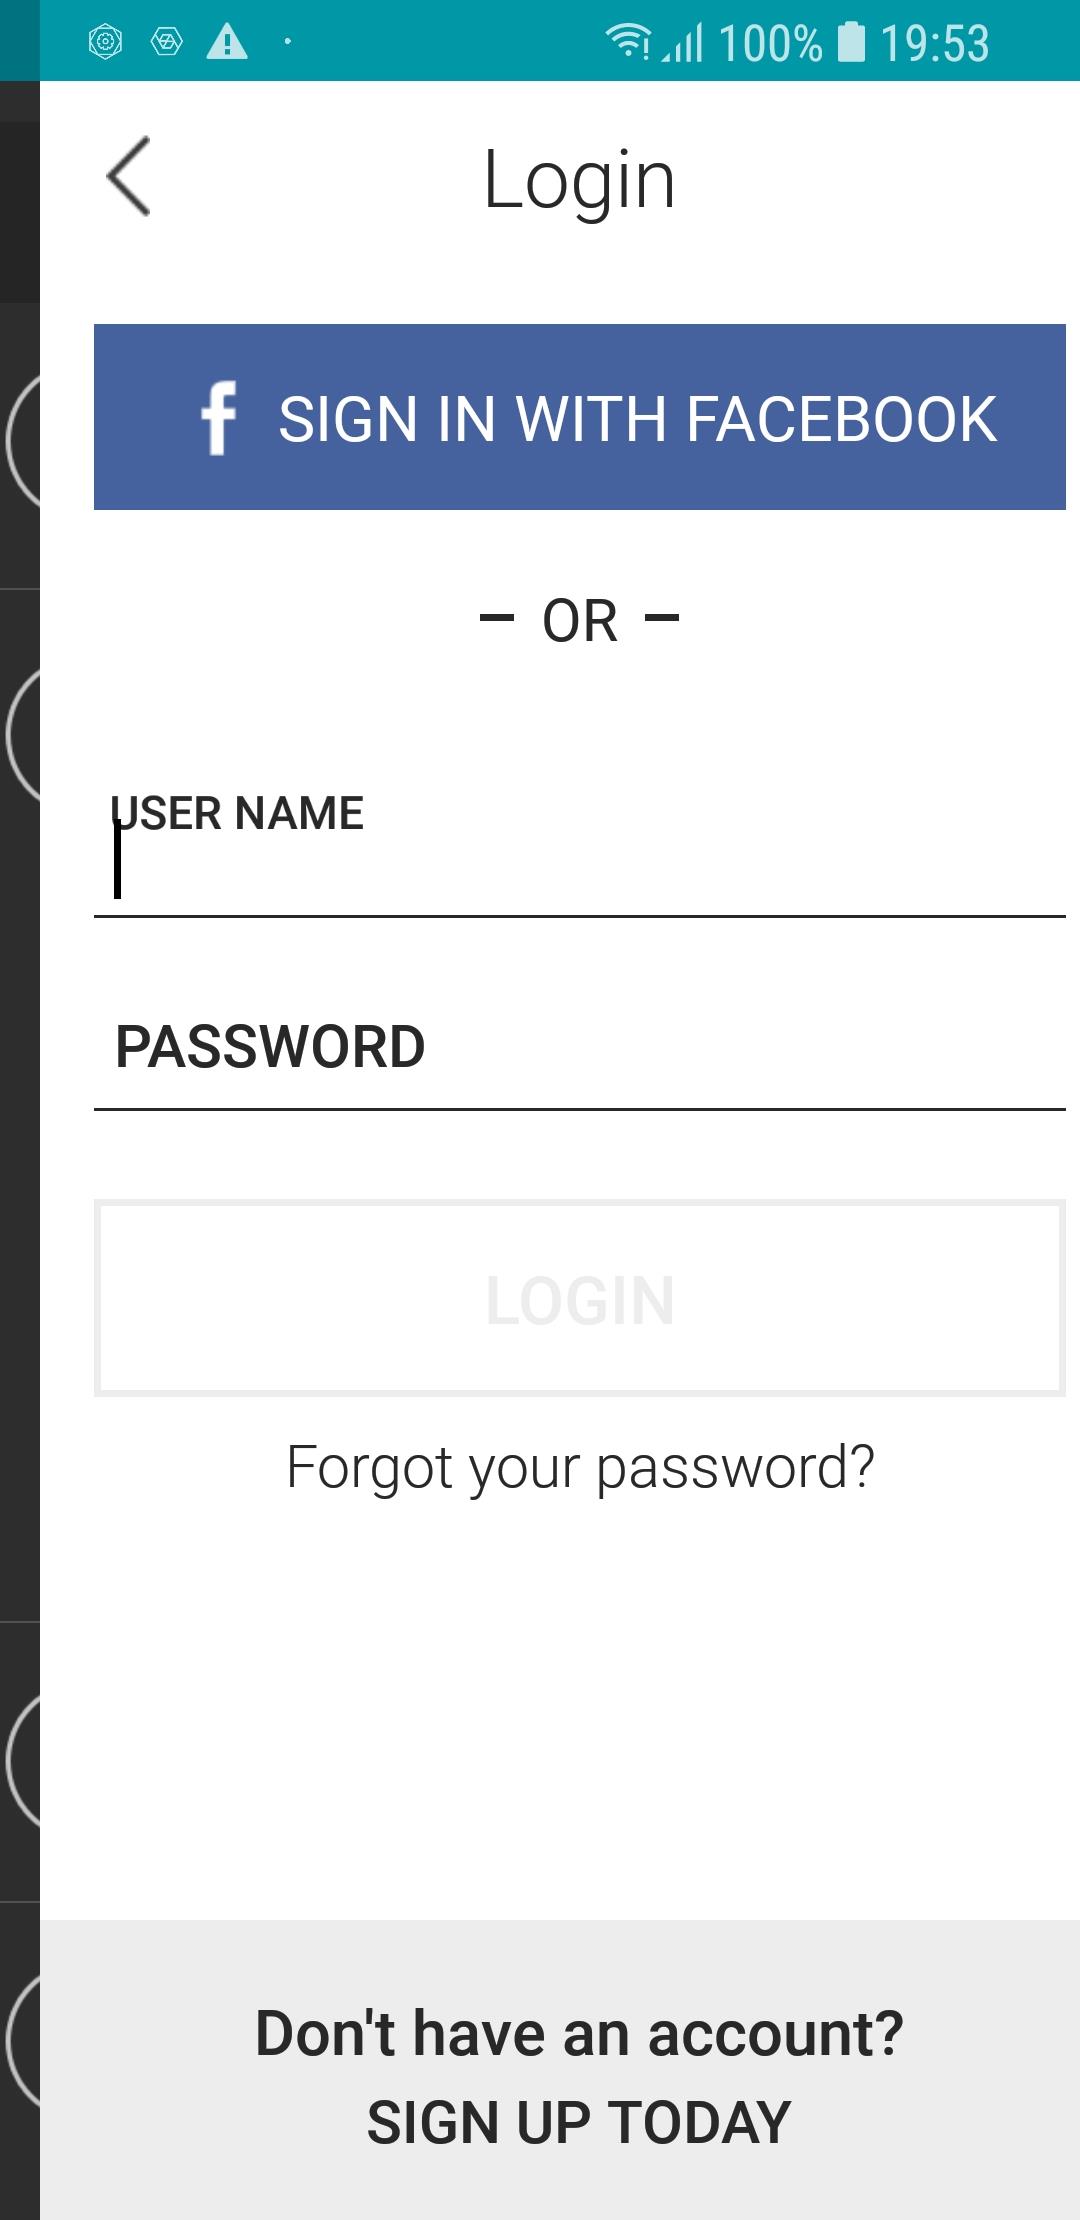 100% 19:53
Login
f SIGN IN WITH FACEBOOK
– OR –
USER NAME
PASSWORD
LOGIN
Forgot your password?
Don't have an account?
SIGN UP TODAY